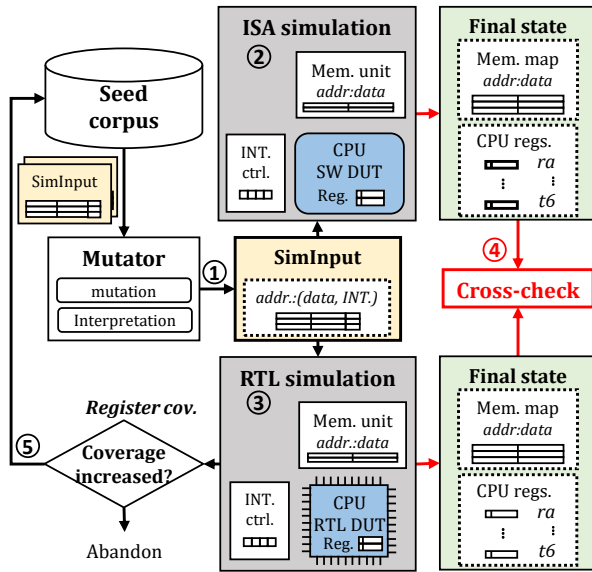 Seed
corpus
SimInput
Mutator
mutation
Interpretation
①
ISA simulation
②
Mem. unit
addr:data
INT.
ctrl.
CPU
SW DUT
Reg.
SimInput
addr.:(data, INT.)
RTL simulation
③
Mem. unit
addr.:data
INT.
ctrl.
CPU
RTL DUT
Reg.
Final state
Mem. map
addr:data
CPU regs.
ra
t6
④
Cross-check
Final state
Mem. map
addr:data
CPU regs.
ra
t6
Register cov.
⑤
Coverage
increased?
Abandon